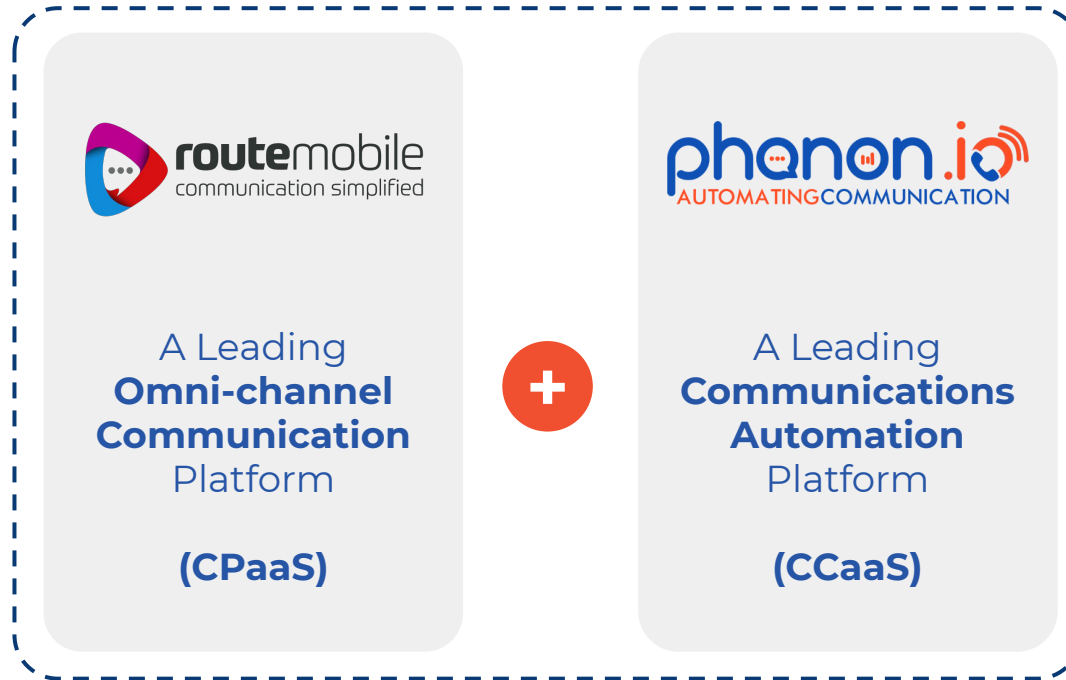 routemobile
communication simplified
A Leading
Omni-channel
Communication
Platform
(CPaaS)
+
phonon.io
AUTOMATINGCOMMUNICATION
A Leading
Communications
Automation
Platform
(CCaaS)